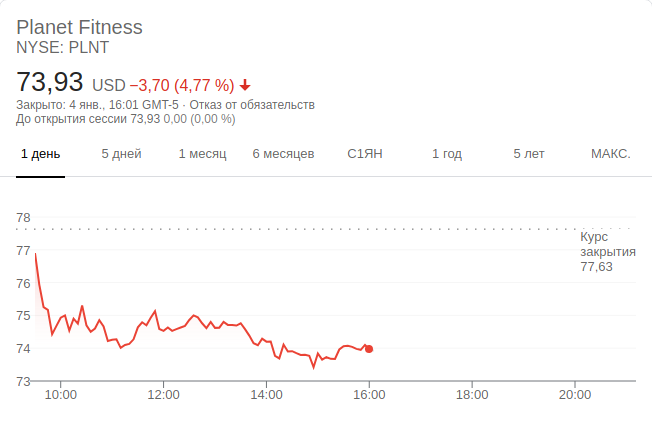 Planet Fitness
NYSE: PLNT
73,93 USD −3,70 (4,77 %)
Закрыто: 4 янв., 16:01 GMT-5 · Отказ от обязательств
До открытия сессии 73,93 0,00 (0,00 %)
1 день 5 дней 1 месяц 6 месяцев С1ЯН 1 год 5 лет МАКС.
78
Курс
закрытия
77,63
77
76
75
74
73
10:00 12:00 14:00 16:00 18:00 20:00